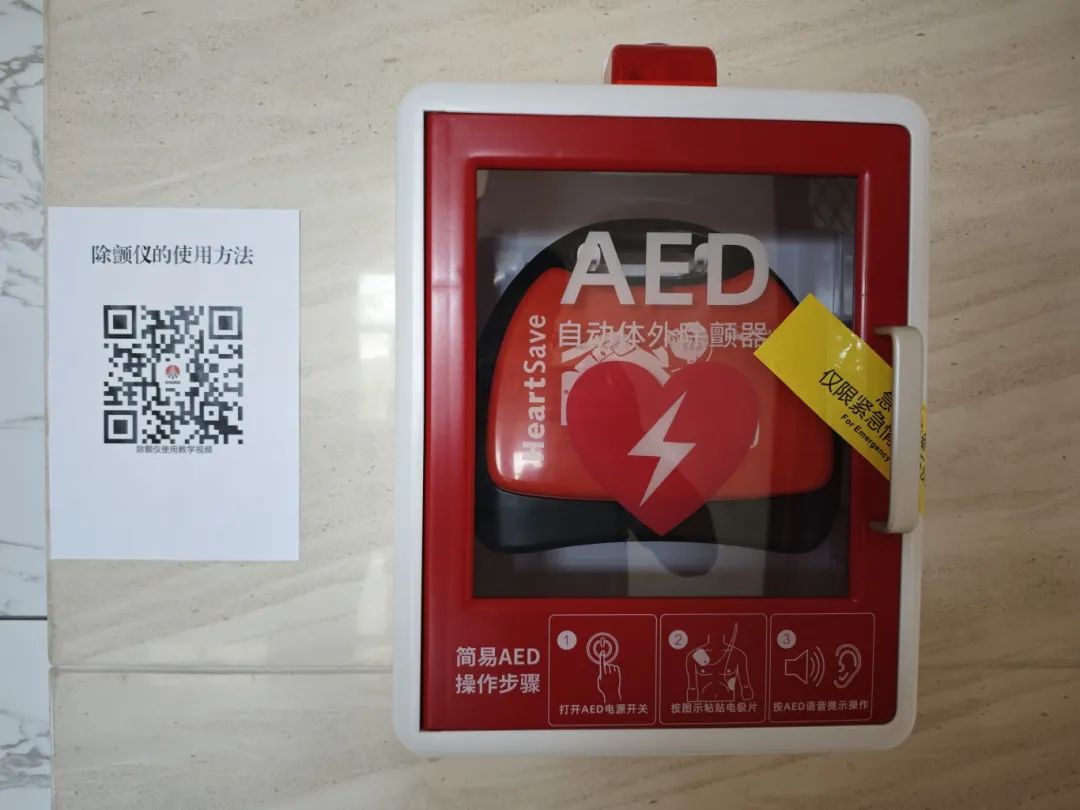 除颤仪的使用方法
除颤仪使用教学视频
AED
自动体外除颤器
HeartSave
仅限紧急情
For Emergency
简易AED
操作步骤
1
打开AED电源开关
2
按图示帖贴电极片
3
按AED语音提示操作